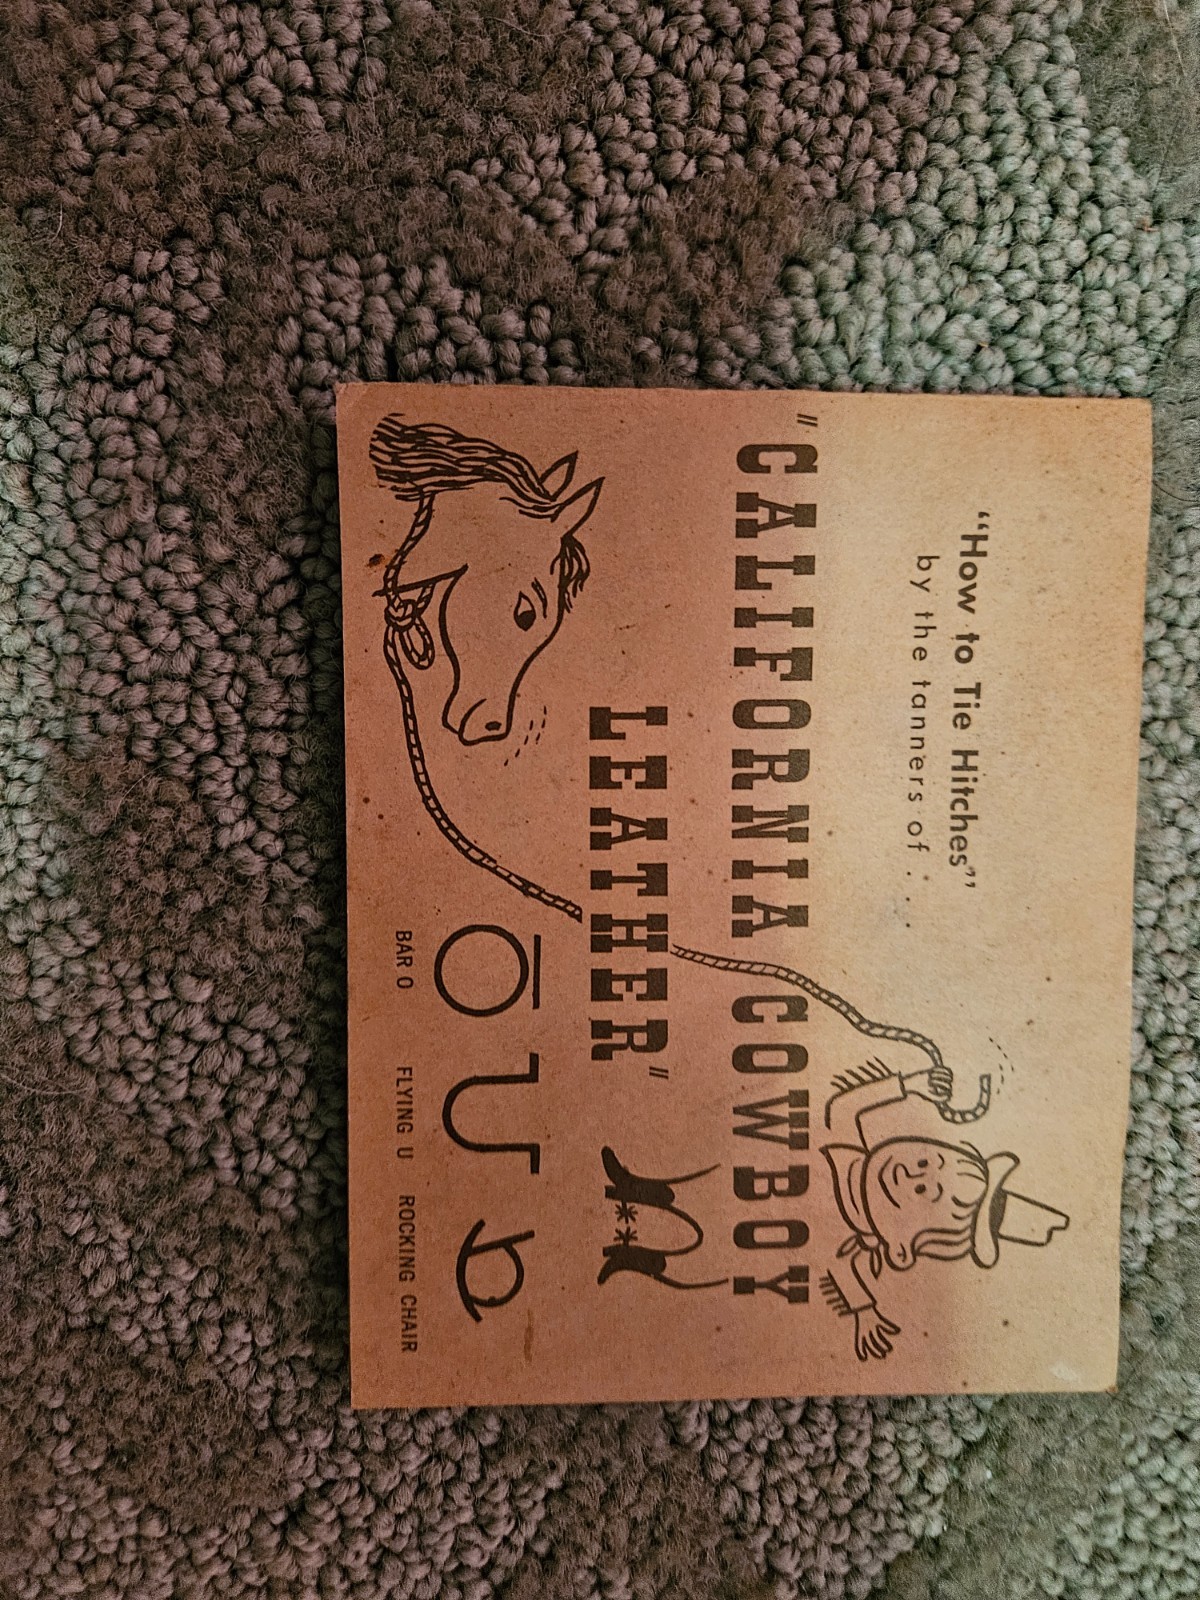 “How to Tie Hitches”
by the tanners of . . .
"CALIFORNIA COWBOY
LEATHER"
BAR O FLYING U ROCKING CHAIR